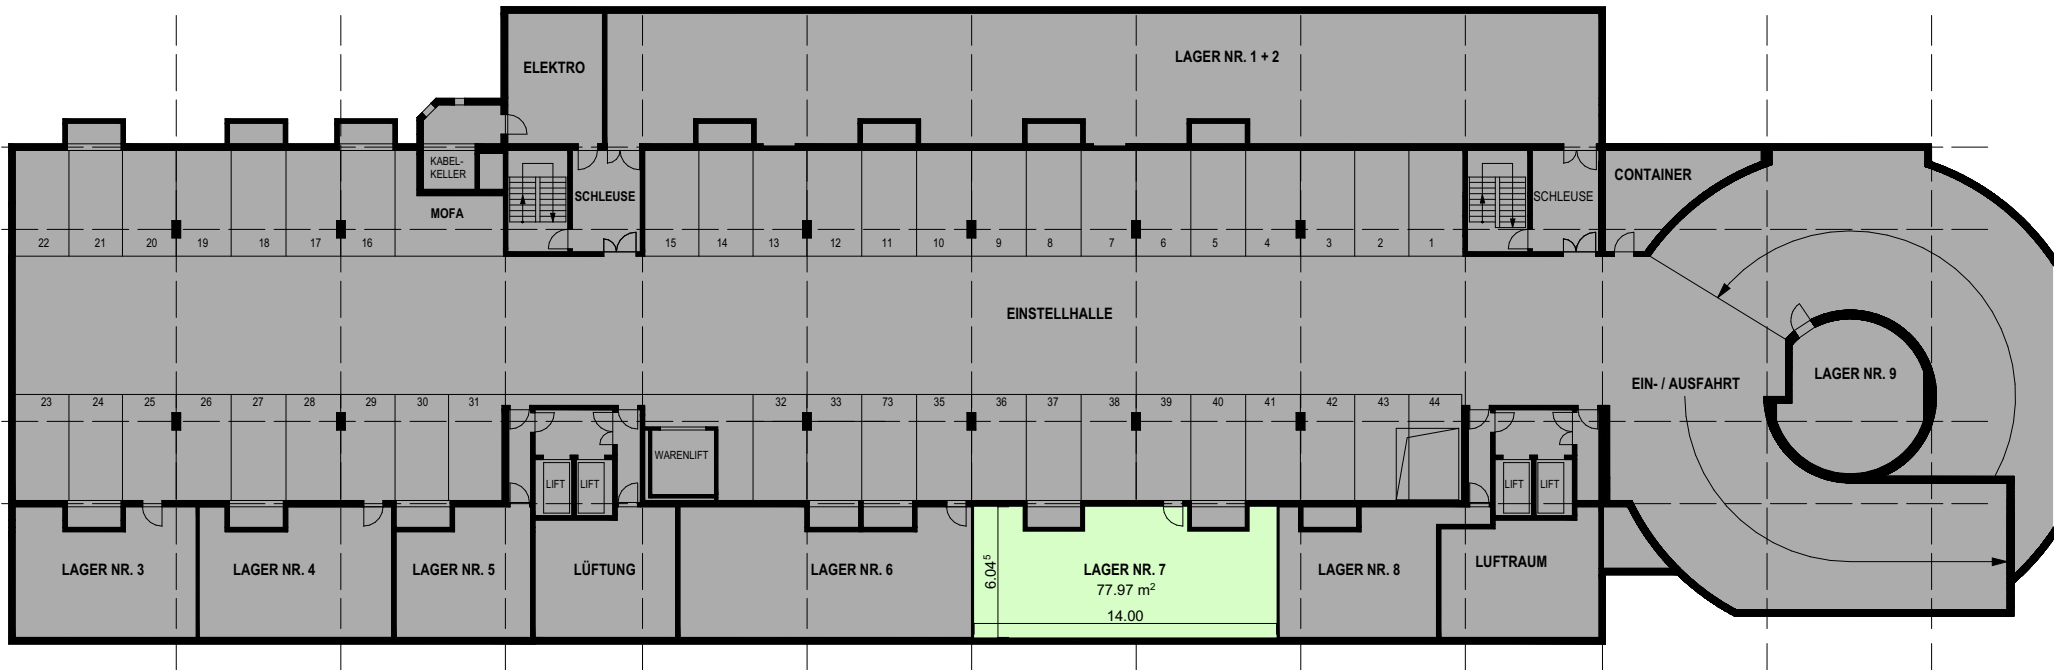 LAGER NR. 1 + 2
ELEKTRO
KABEL-
KELLER
MOFA
SCHLEUSE
SCHLEUSE
CONTAINER
22 21 20 19 18 17 16
15 14 13 12 11 10 9 8 7 6 5 4 3 2 1
EINSTELLHALLE
EIN- / AUSFAHRT
LAGER NR. 9
23 24 25 26 27 28 29 30 31
32 33 73 35 36 37 38 39 40 41 42 43 44
WARENLIFT
LIFT LIFT
LIFT LIFT
LAGER NR. 3
LAGER NR. 4
LAGER NR. 5
LÜFTUNG
LAGER NR. 6
6.04⁵
LAGER NR. 7
77.97 m²
14.00
LAGER NR. 8
LUFTRAUM